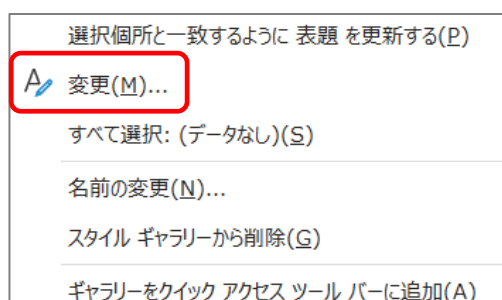 選択個所と一致するように 表題 を更新する(P)
変更(M)...
すべて選択: (データなし)(S)
名前の変更(N)...
スタイル ギャラリーから削除(G)
ギャラリーをクイック アクセス ツール バーに追加(A)